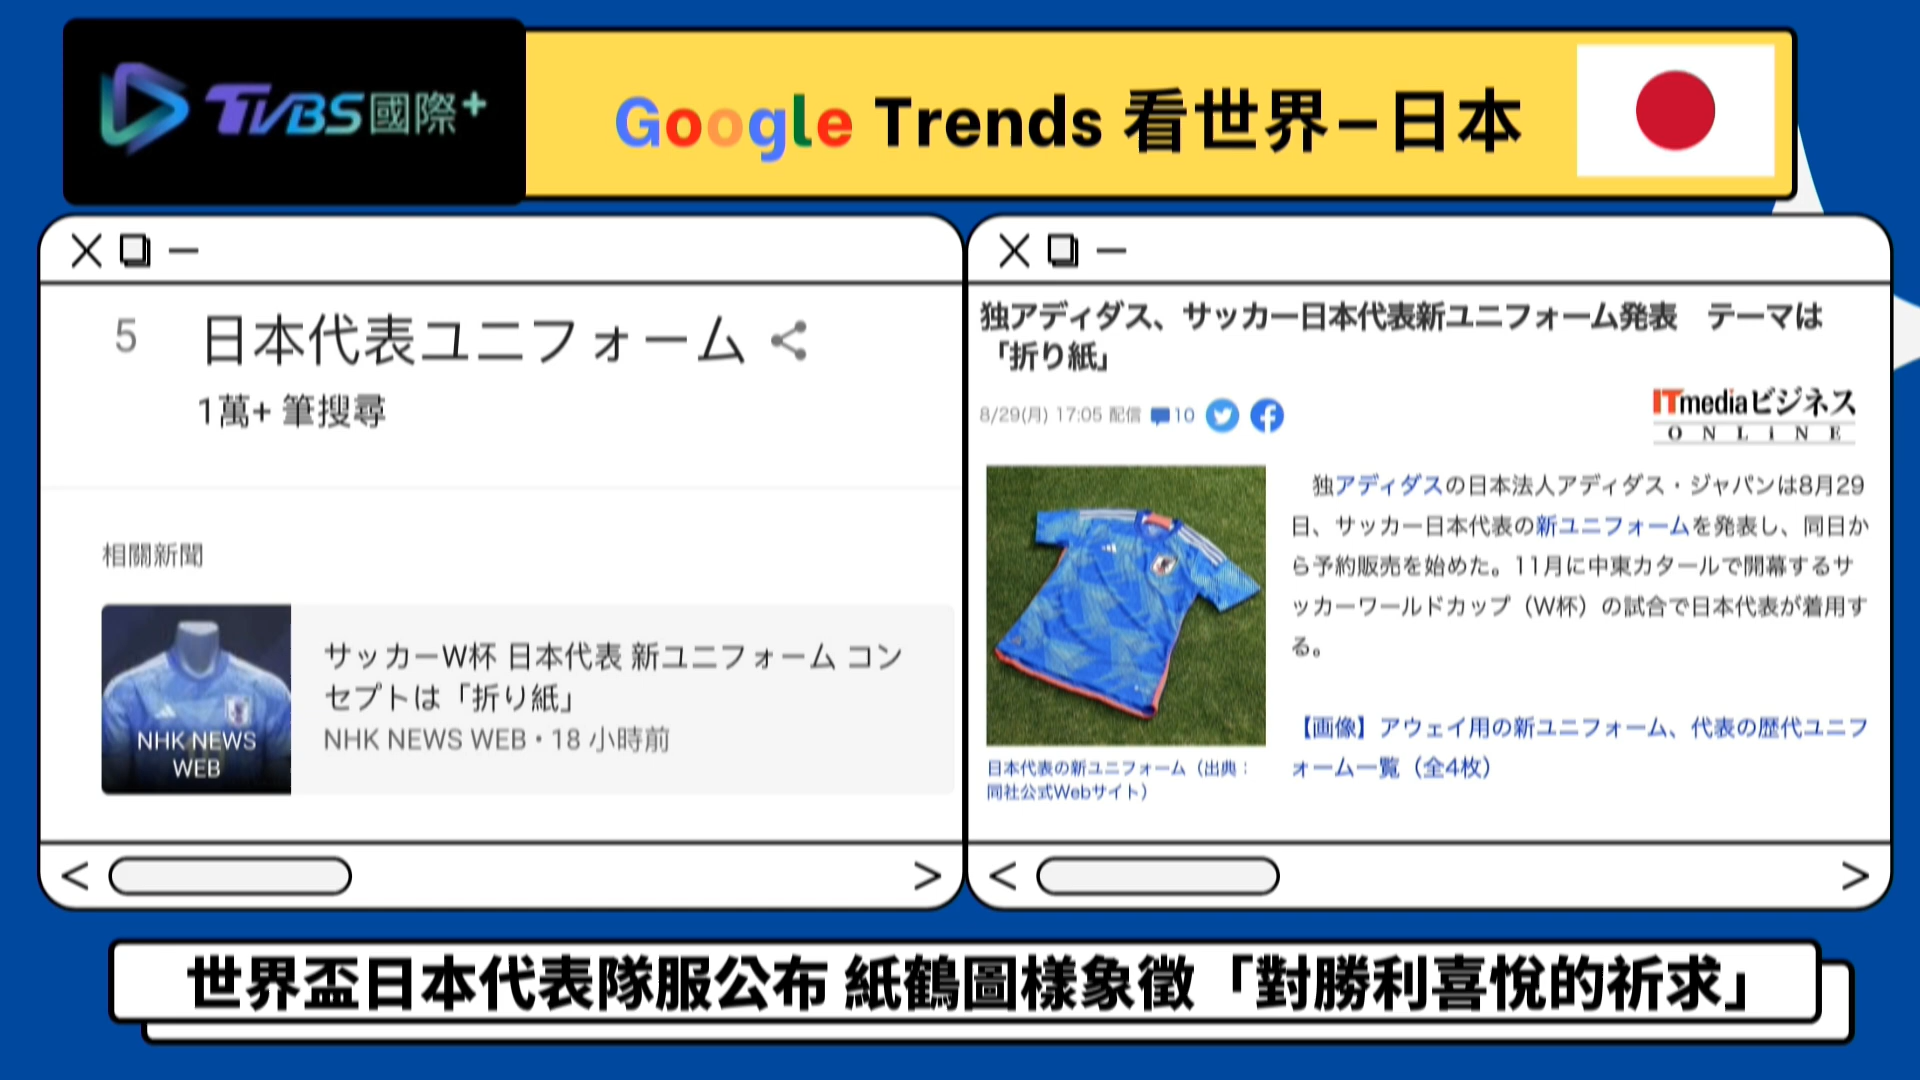 TVBS國際+
Google Trends 看世界–日本
5 日本代表ユニフォーム
1萬+ 筆搜尋
相關新聞
NHK NEWS
WEB
サッカーW杯 日本代表 新ユニフォーム コン
セプトは「折り紙」
NHK NEWS WEB・18 小時前
独アディダス、サッカー日本代表新ユニフォーム発表　テーマは
「折り紙」
8/29(月) 17:05 配信 10
ITmediaビジネス
ONLiNE
独アディダスの日本法人アディダス・ジャパンは8月29
日、サッカー日本代表の新ユニフォームを発表し、同日か
ら予約販売を始めた。11月に中東カタールで開幕するサ
ッカーワールドカップ（W杯）の試合で日本代表が着用す
る。
【画像】アウェイ用の新ユニフォーム、代表の歴代ユニフ
ォーム一覧（全4枚）
日本代表の新ユニフォーム（出典：
同社公式Webサイト）
世界盃日本代表隊服公布 紙鶴圖樣象徵「對勝利喜悅的祈求」